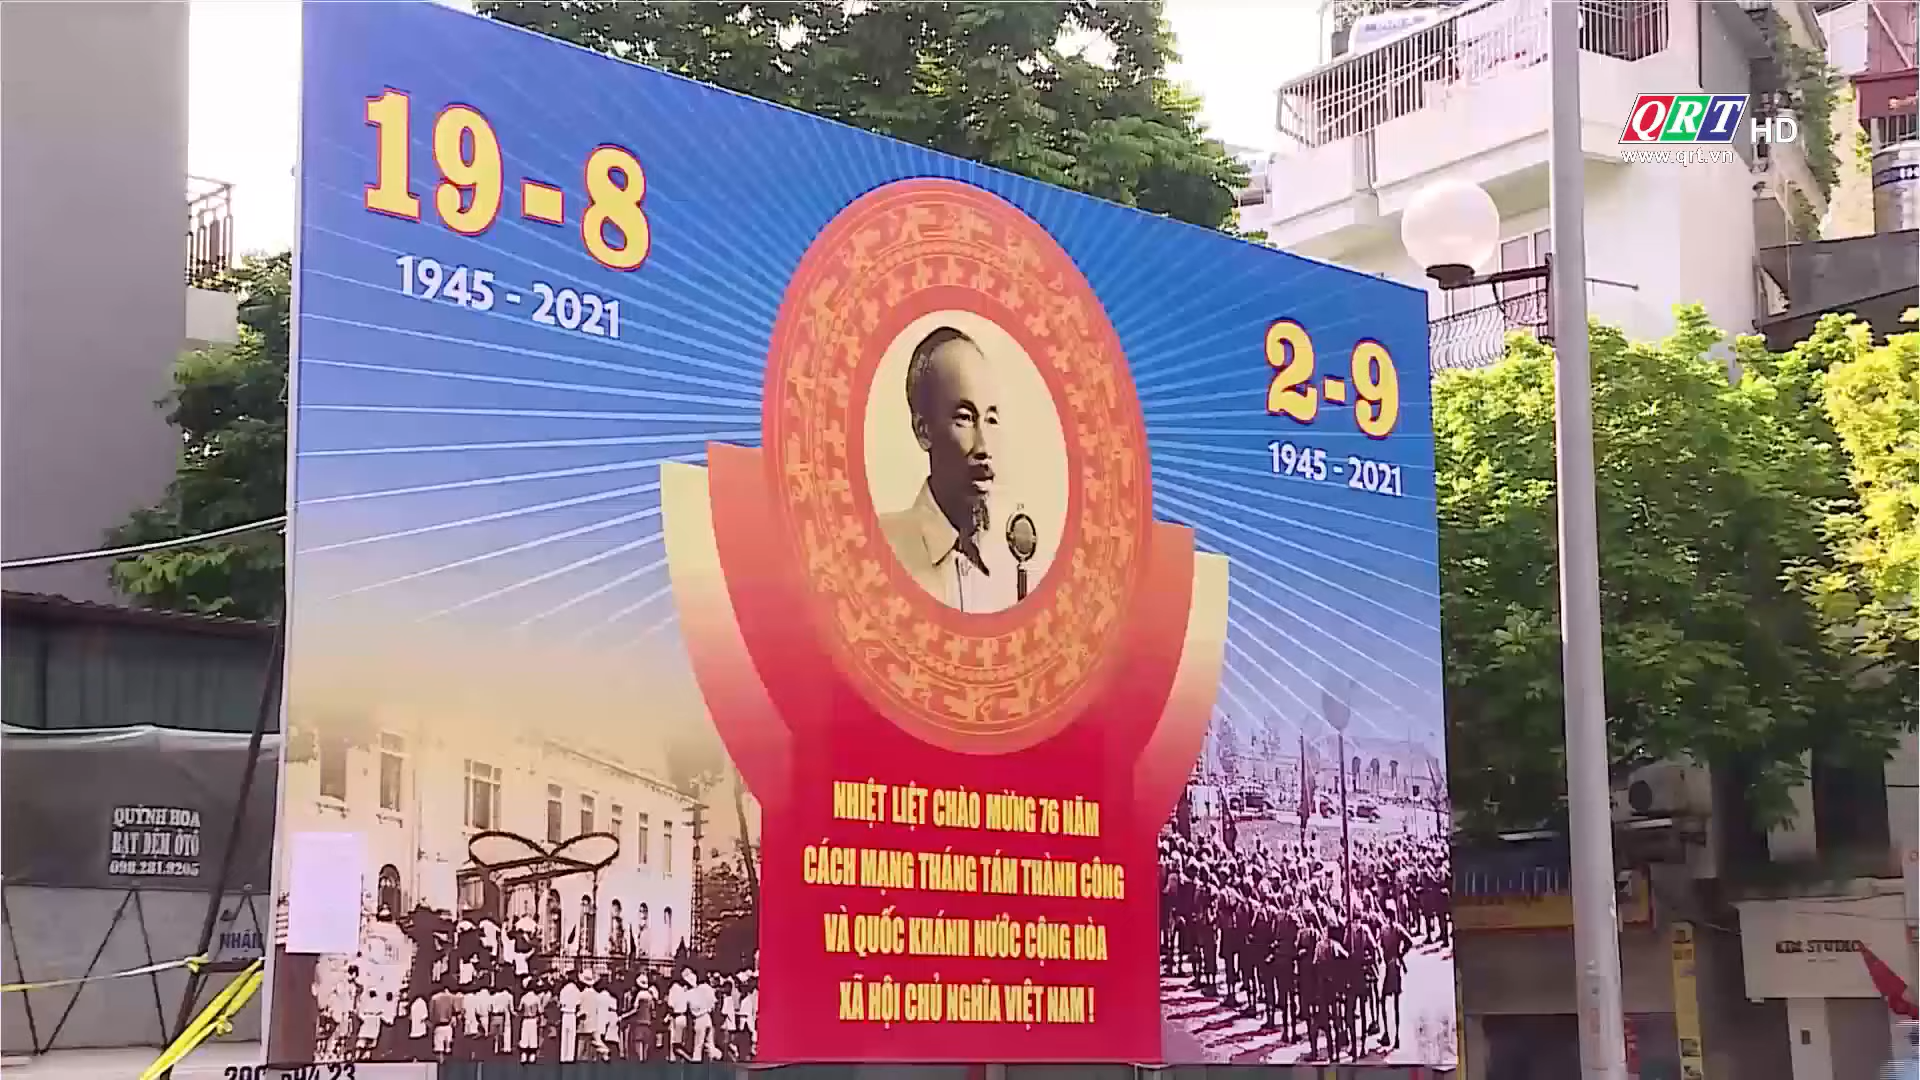 QRT HD
www.qrt.vn
19-8
1945 - 2021
2-9
1945 - 2021
NHIỆT LIỆT CHÀO MỪNG 76 NĂM
CÁCH MẠNG THÁNG TÁM THÀNH CÔNG
VÀ QUỐC KHÁNH NƯỚC CỘNG HÒA
XÃ HỘI CHỦ NGHĨA VIỆT NAM !
QUỲNH HOA
BẠT ĐỆM ÔTÔ
098.281.9205
NHẬN
STUDIO